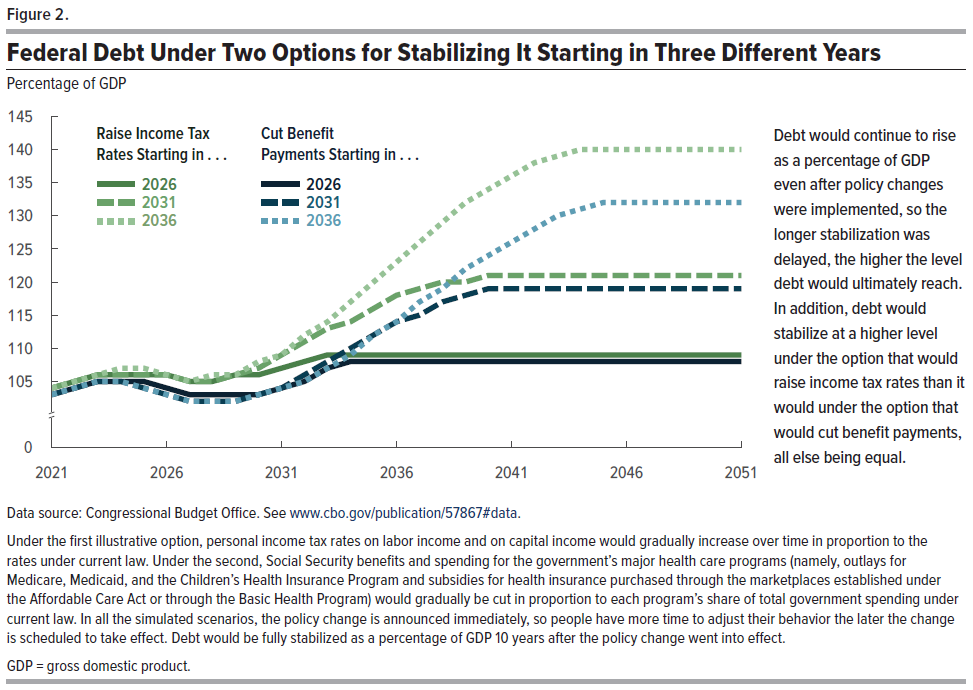 Figure 2.
Federal Debt Under Two Options for Stabilizing It Starting in Three Different Years
Percentage of GDP
145
140
135
130
125
120
115
110
105
0
Raise Income Tax
Rates Starting in . . .
2026
2031
2036
Cut Benefit
Payments Starting in . . .
2026
2031
2036
2021
2026
2031
2036
2041
2046
2051
Debt would continue to rise
as a percentage of GDP
even after policy changes
were implemented, so the
longer stabilization was
delayed, the higher the level
debt would ultimately reach.
In addition, debt would
stabilize at a higher level
under the option that would
raise income tax rates than it
would under the option that
would cut benefit payments,
all else being equal.
Data source: Congressional Budget Office. See www.cbo.gov/publication/57867#data.
Under the first illustrative option, personal income tax rates on labor income and on capital income would gradually increase over time in proportion to the
rates under current law. Under the second, Social Security benefits and spending for the government's major health care programs (namely, outlays for
Medicare, Medicaid, and the Children's Health Insurance Program and subsidies for health insurance purchased through the marketplaces established under
the Affordable Care Act or through the Basic Health Program) would gradually be cut in proportion to each program's share of total government spending under
current law. In all the simulated scenarios, the policy change is announced immediately, so people have more time to adjust their behavior the later the change
is scheduled to take effect. Debt would be fully stabilized as a percentage of GDP 10 years after the policy change went into effect.
GDP = gross domestic product.